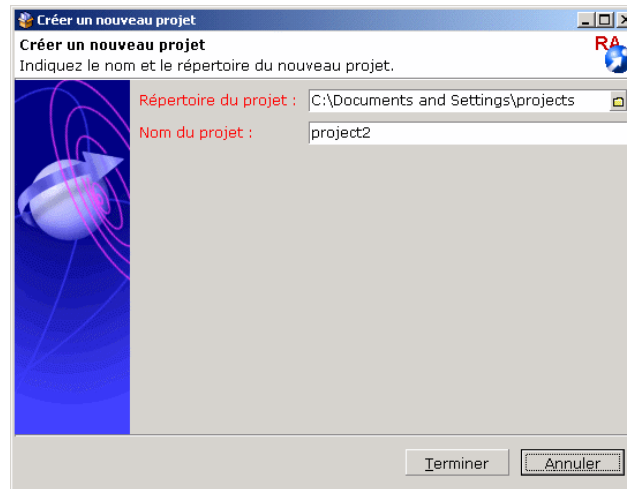 Créer un nouveau projet
Créer un nouveau projet
RA
Indiquez le nom et le répertoire du nouveau projet.
Répertoire du projet : C:\Documents and Settings\projects
Nom du projet : project2
Terminer Annuler